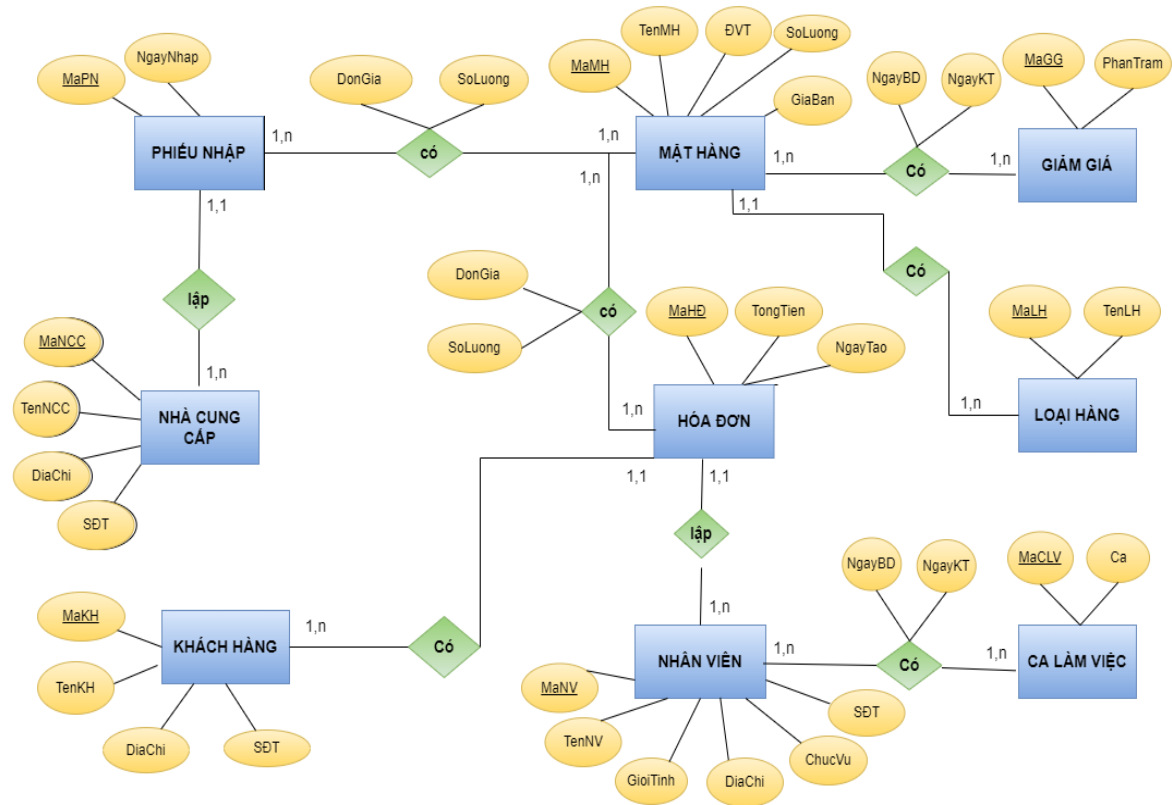 TenMH
ĐVT
SoLuong
NgayNhap
MaPN
DonGia
SoLuong
MaMH
GiaBan
NgayBD
NgayKT
MaGG
PhanTram
PHIẾU NHẬP
1,n
có
1,n
MẶT HÀNG
1,n
Có
1,n
GIẢM GIÁ
1,n
1,1
1,1
lập
DonGia
SoLuong
có
Có
MaHĐ
TongTien
NgayTao
MaLH
TenLH
MaNCC
TenNCC
DiaChi
SĐT
1,n
NHÀ CUNG
CẤP
1,n
HÓA ĐƠN
1,n
LOẠI HÀNG
1,1
1,1
lập
NgayBD
NgayKT
MaCLV
Ca
MaKH
TenKH
DiaChi
SĐT
KHÁCH HÀNG
1,n
Có
1,n
NHÂN VIÊN
1,n
Có
1,n
CA LÀM VIỆC
MaNV
TenNV
GioiTinh
DiaChi
ChucVu
SĐT